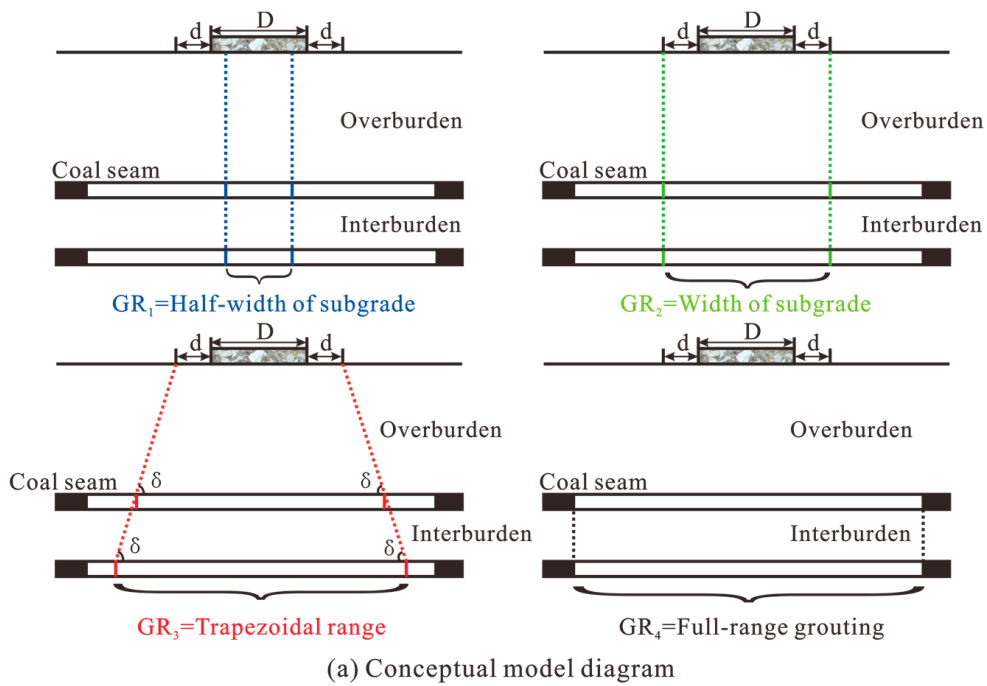 d D d
Overburden
Coal seam
Interburden
GR₁=Half-width of subgrade
d D d
Overburden
Coal seam
Interburden
GR₂=Width of subgrade
d D d
Overburden
Coal seam
δ δ
Interburden
δ δ
GR₃=Trapezoidal range
d D d
Overburden
Coal seam
Interburden
GR₄=Full-range grouting
(a) Conceptual model diagram